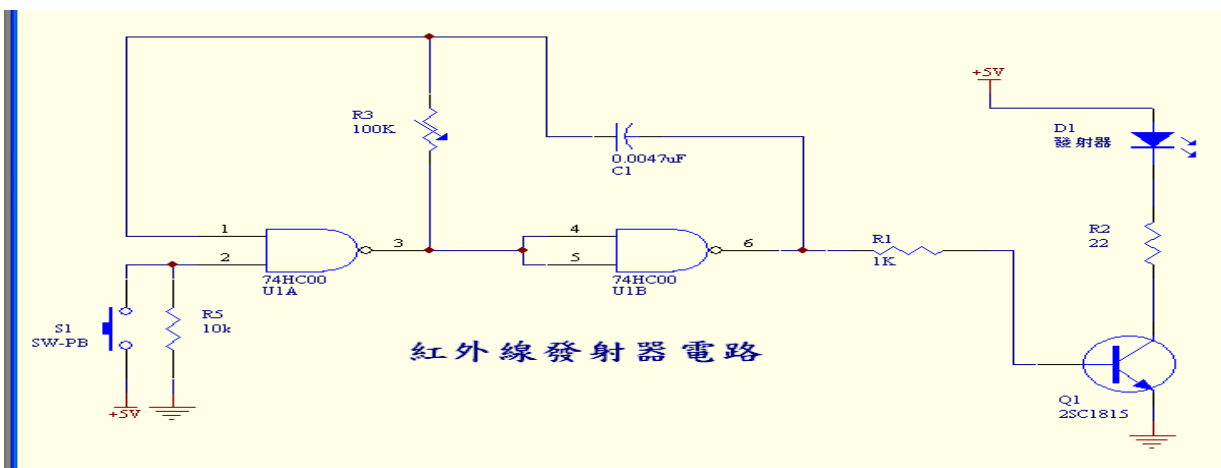 R3
100K
0.0047uF
C1
+5V
D1
發射器
R2
22
1
2
3
74HC00
U1A
4
5
6
74HC00
U1B
R1
1K
S1
SW-PB
R5
10k
+5V
紅外線發射器電路
Q1
2SC1815